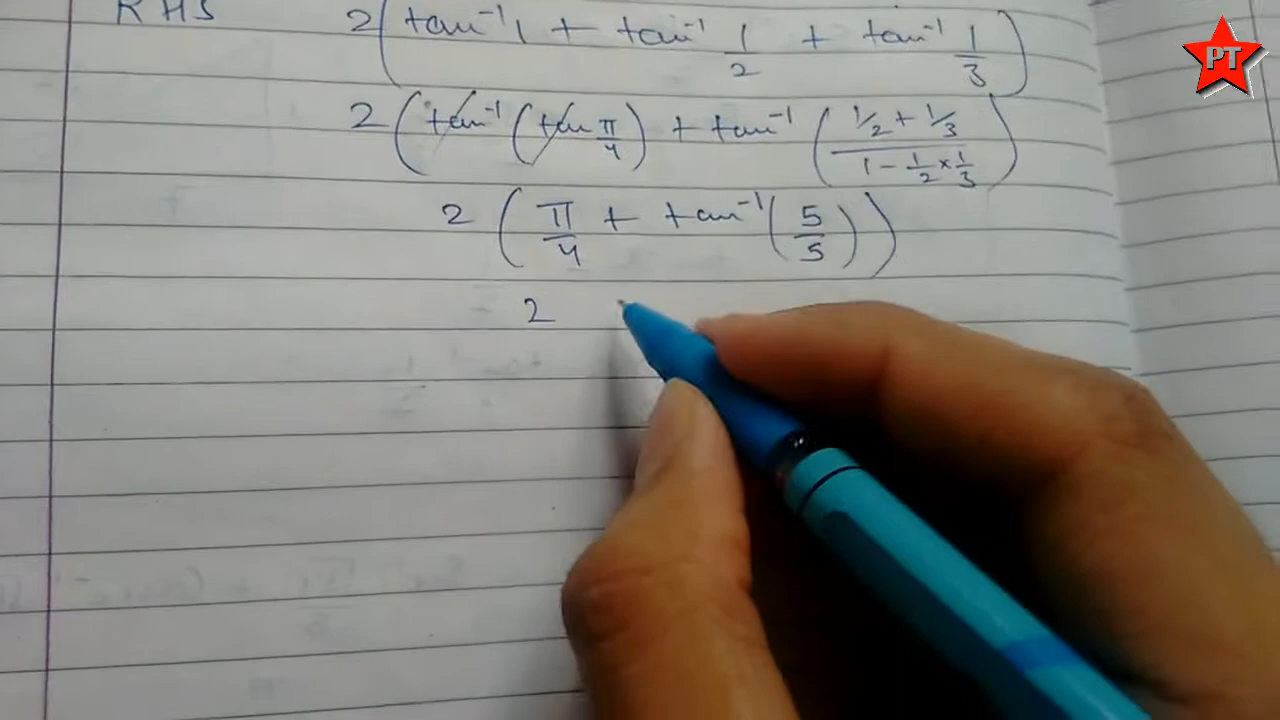 RHS 2(tan⁻¹1 + tan⁻¹ 1/2 + tan⁻¹ 1/3)
PT
2(tan⁻¹(tan π/4) + tan⁻¹((1/2 + 1/3)/(1 - 1/2 × 1/3)))
2(π/4 + tan⁻¹(5/5))
2